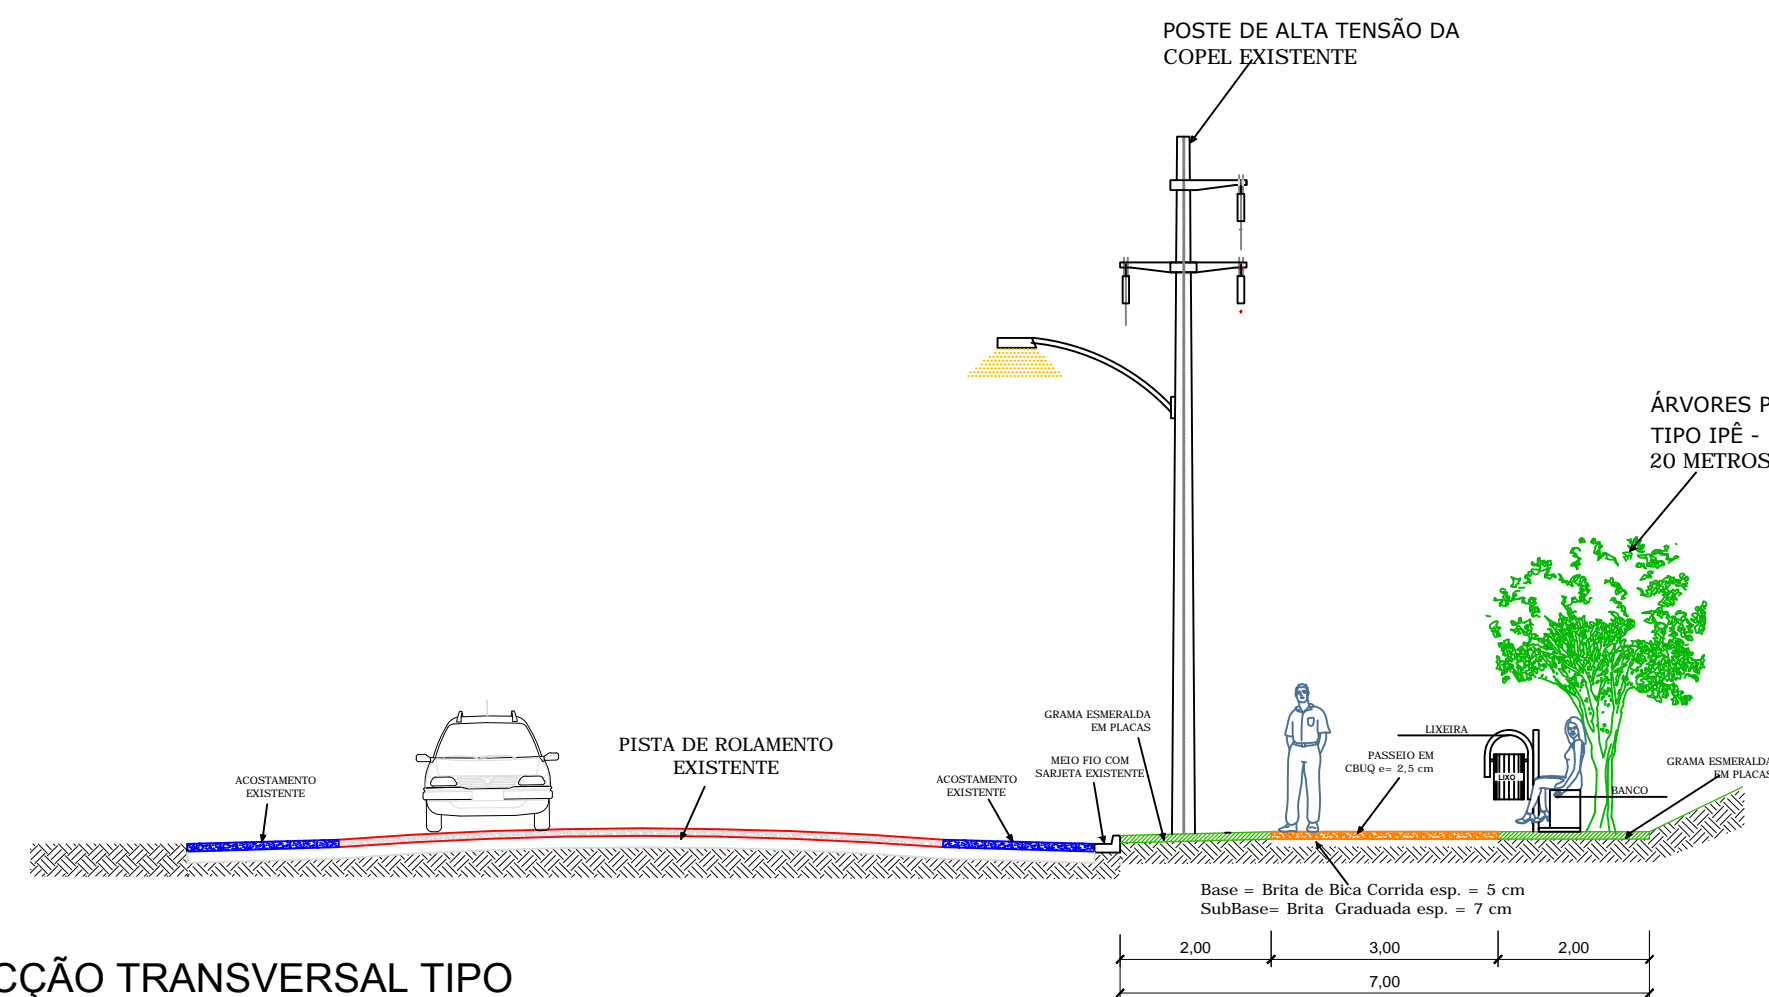 POSTE DE ALTA TENSÃO DA
COPEL EXISTENTE
ÁRVORES P
TIPO IPÊ -
20 METROS
GRAMA ESMERALDA
EM PLACAS
PISTA DE ROLAMENTO
EXISTENTE
LIXEIRA
MEIO FIO COM
SARJETA EXISTENTE
PASSEIO EM
CBUQ e= 2,5 cm
GRAMA ESMERALDA
EM PLACAS
ACOSTAMENTO
EXISTENTE
ACOSTAMENTO
EXISTENTE
LIXO
BANCO
Base = Brita de Bica Corrida esp. = 5 cm
SubBase= Brita Graduada esp. = 7 cm
2,00
3,00
2,00
7,00
CÇÃO TRANSVERSAL TIPO